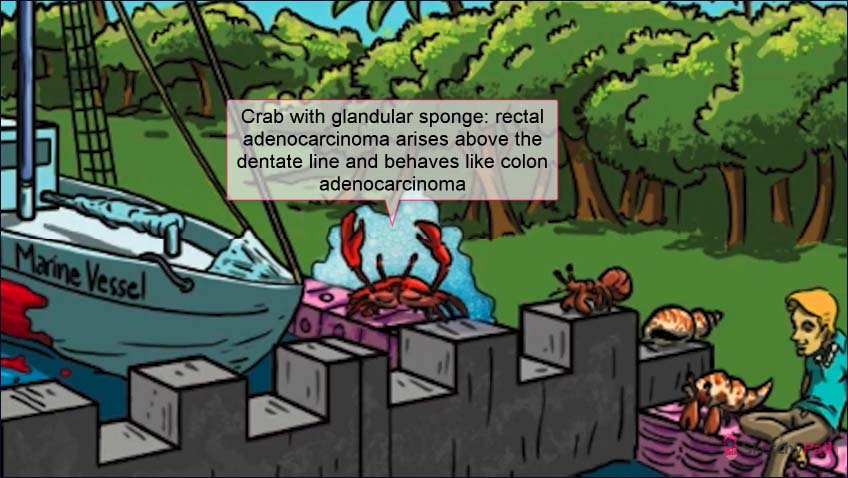 Crab with glandular sponge: rectal
adenocarcinoma arises above the
dentate line and behaves like colon
adenocarcinoma
Marine Vessel